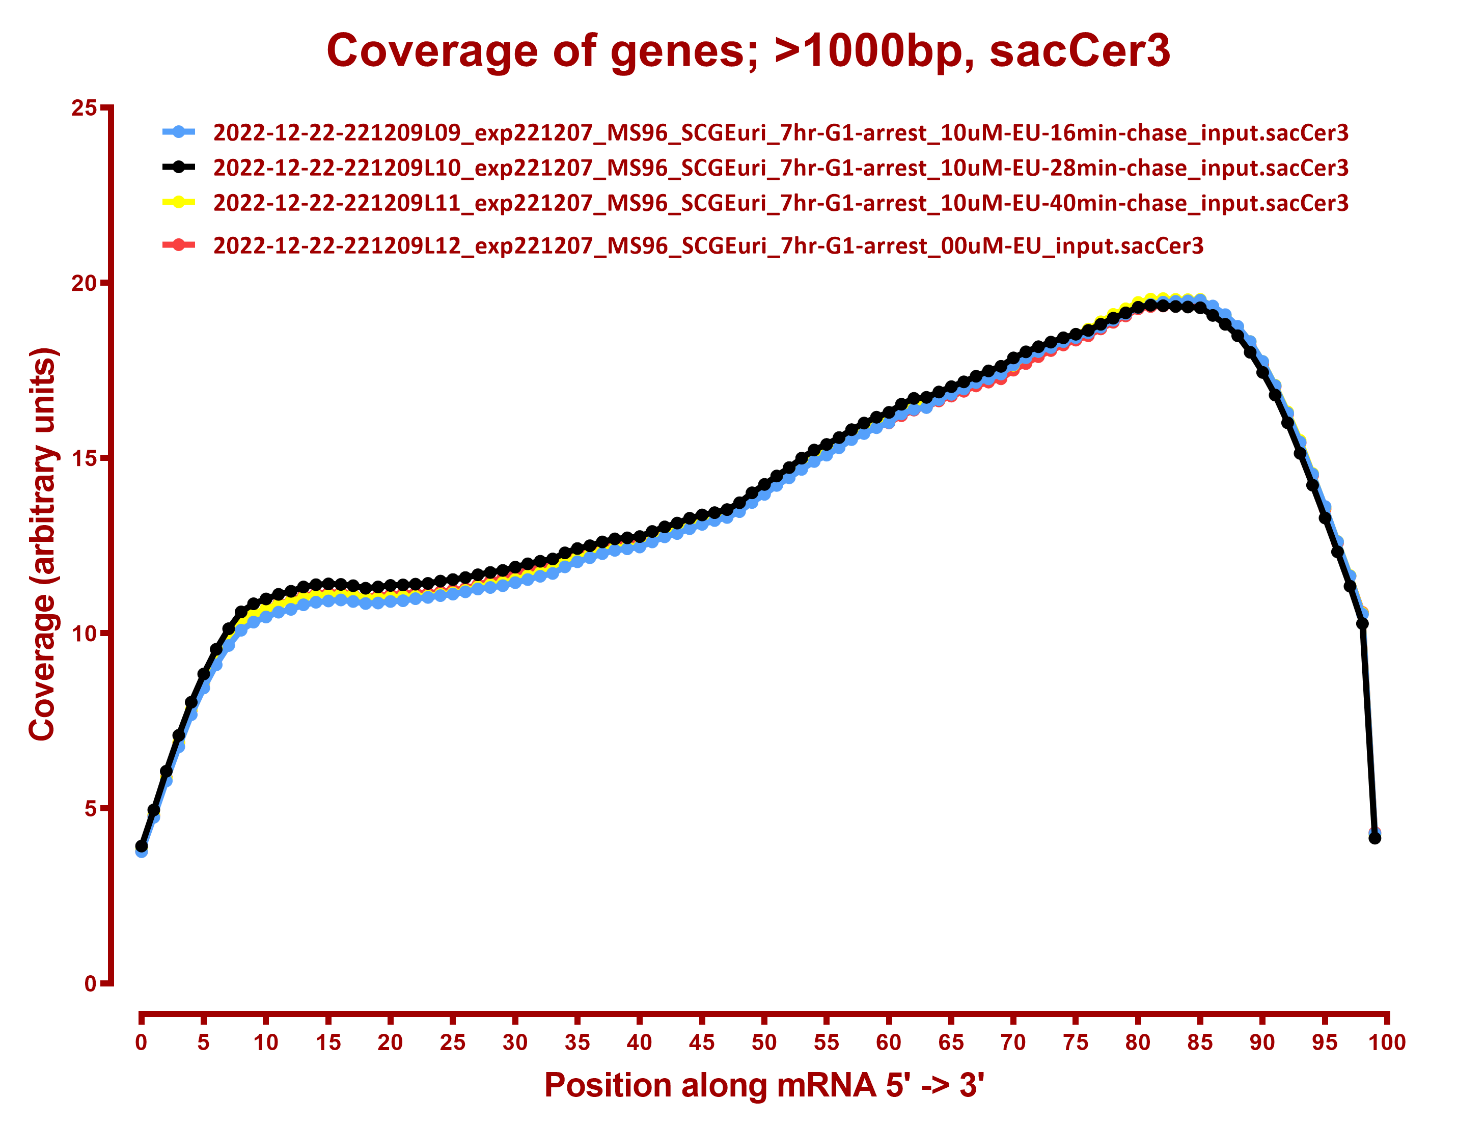 Coverage of genes; >1000bp, sacCer3
2022-12-22-221209L09_exp221207_MS96_SCGEuri_7hr-G1-arrest_10uM-EU-16min-chase_input.sacCer3
2022-12-22-221209L10_exp221207_MS96_SCGEuri_7hr-G1-arrest_10uM-EU-28min-chase_input.sacCer3
2022-12-22-221209L11_exp221207_MS96_SCGEuri_7hr-G1-arrest_10uM-EU-40min-chase_input.sacCer3
2022-12-22-221209L12_exp221207_MS96_SCGEuri_7hr-G1-arrest_00uM-EU_input.sacCer3
Coverage (arbitrary units)
25
20
15
10
5
0
0 5 10 15 20 25 30 35 40 45 50 55 60 65 70 75 80 85 90 95 100
Position along mRNA 5' -> 3'